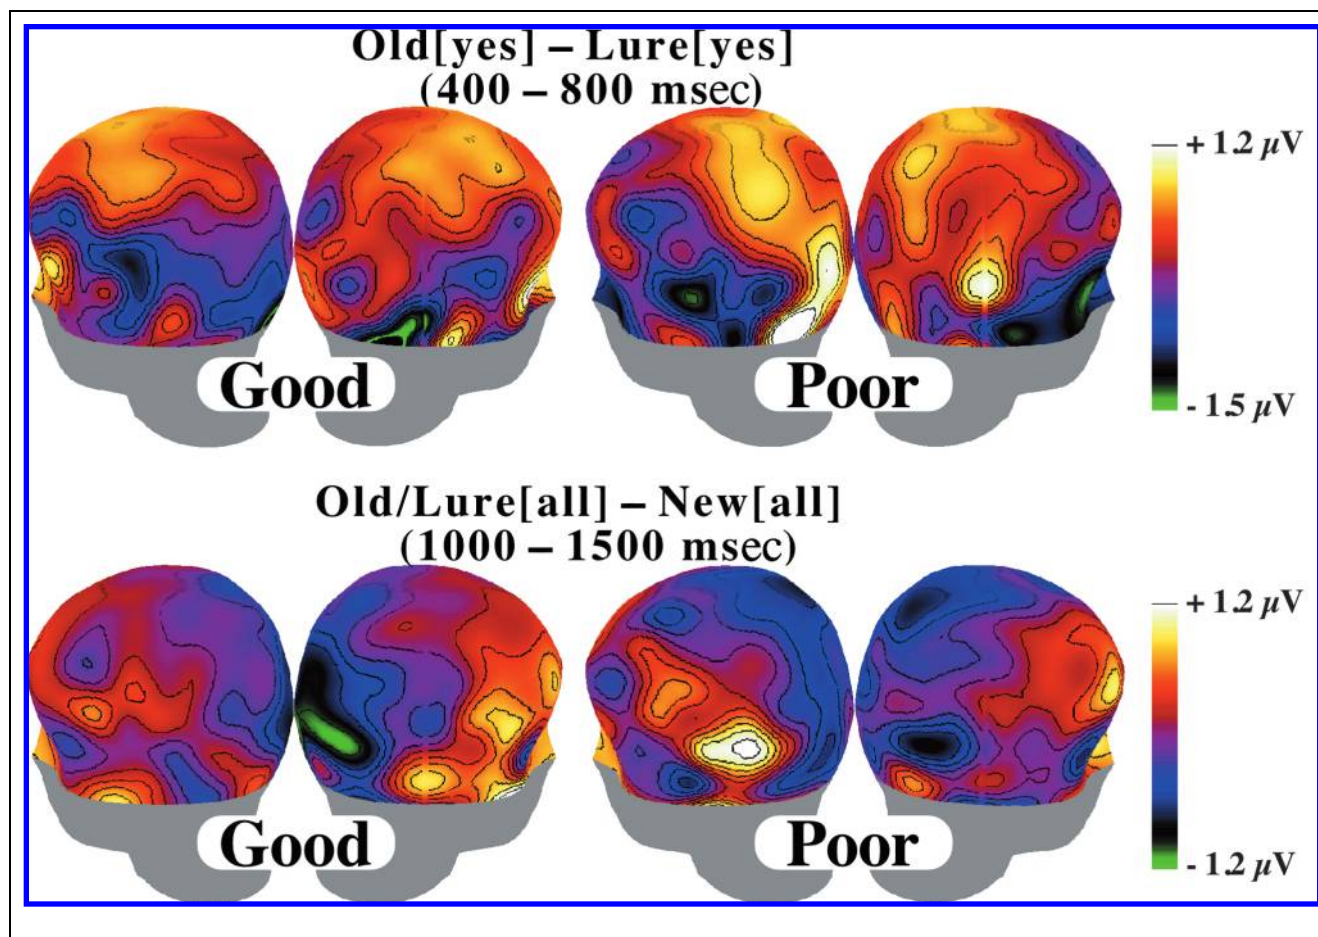 Old[yes] – Lure[yes]
(400 – 800 msec)
+ 1.2 µV
- 1.5 µV
Good
Poor
Old/Lure[all] – New[all]
(1000 – 1500 msec)
+ 1.2 µV
- 1.2 µV
Good
Poor